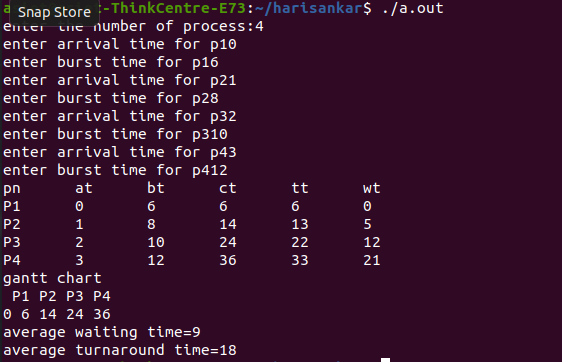 a Snap Store t-ThinkCentre-E73:~/harisankar$ ./a.out
enter the number of process:4
enter arrival time for p10
enter burst time for p16
enter arrival time for p21
enter burst time for p28
enter arrival time for p32
enter burst time for p310
enter arrival time for p43
enter burst time for p412
pn at bt ct tt wt
P1 0 6 6 6 0
P2 1 8 14 13 5
P3 2 10 24 22 12
P4 3 12 36 33 21
gantt chart
P1 P2 P3 P4
0 6 14 24 36
average waiting time=9
average turnaround time=18